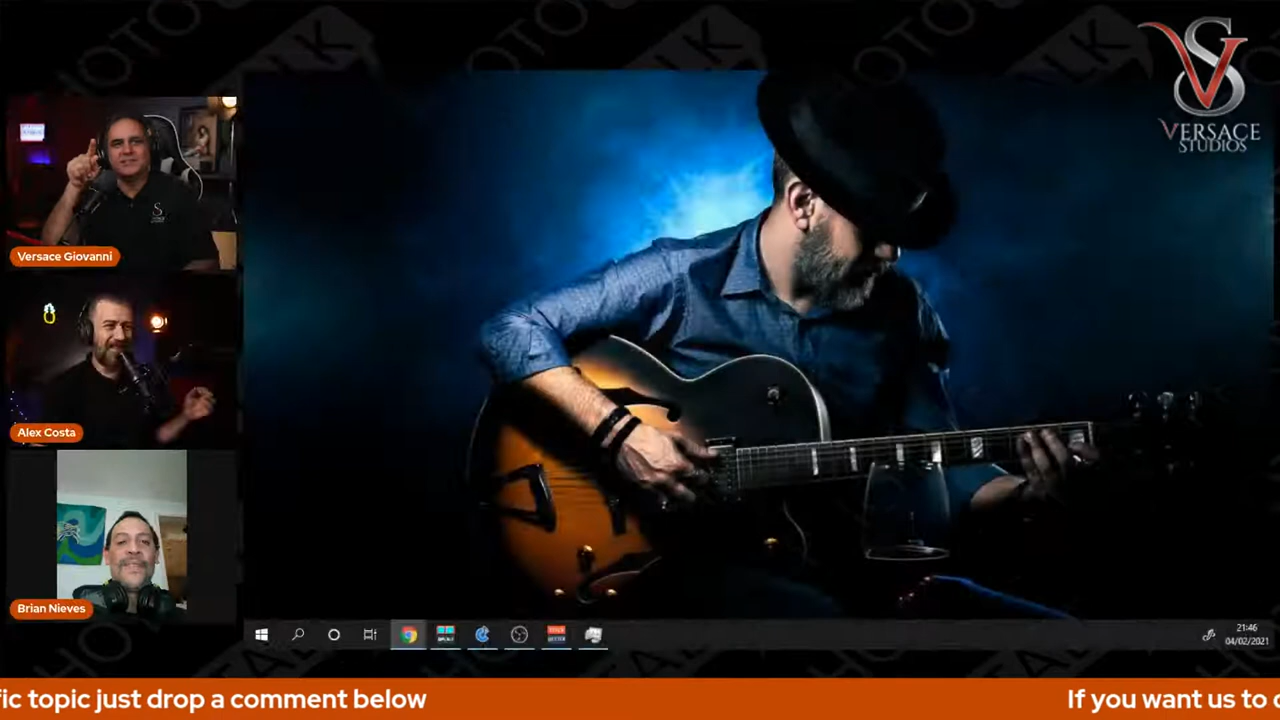 VERSACE
STUDIOS
Versace Giovanni
Alex Costa
Brian Nieves
21:46
04/02/2021
fic topic just drop a comment below
If you want us to c